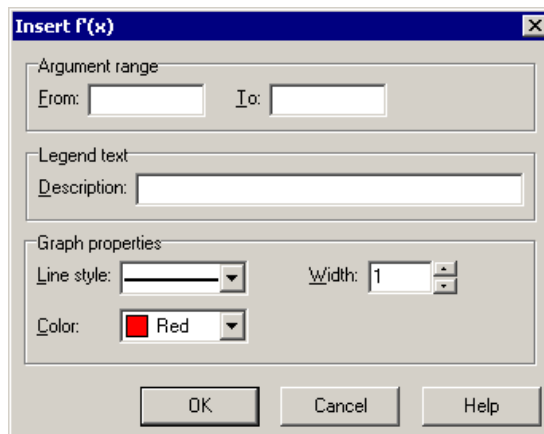 Insert f'(x)
Argument range
From: To:
Legend text
Description:
Graph properties
Line style: Width: 1
Color: Red
OK Cancel Help